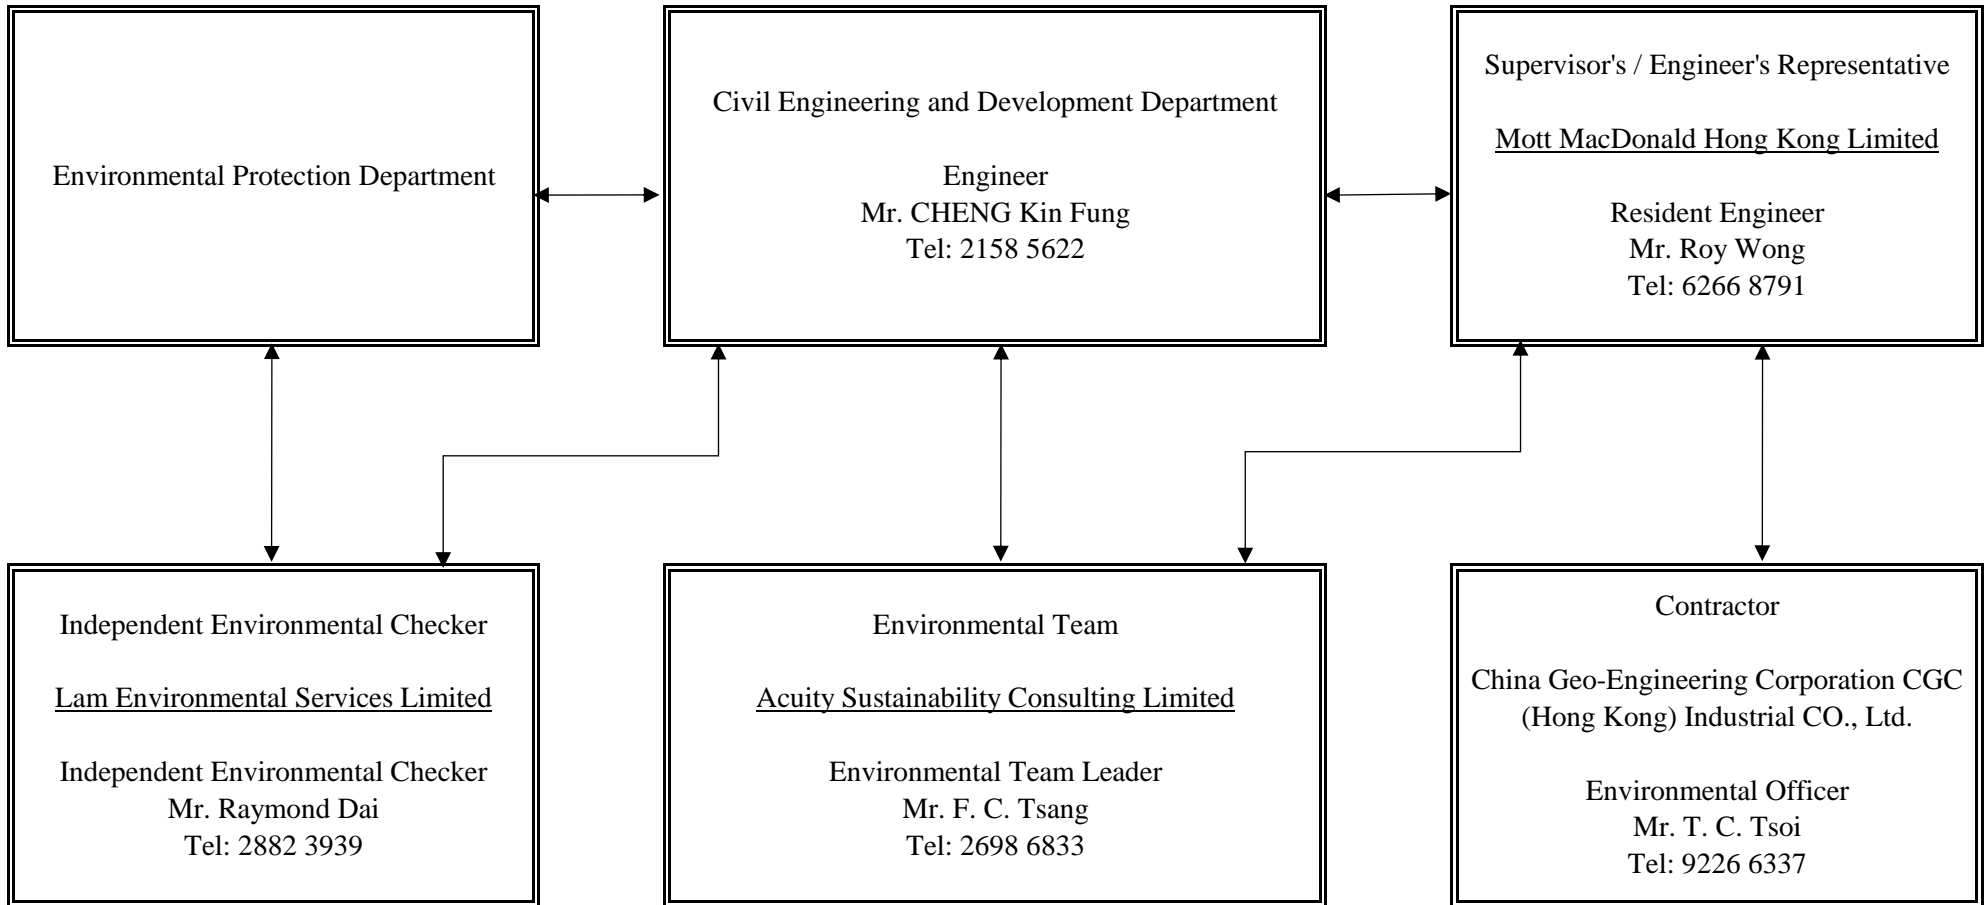 Environmental Protection Department
Civil Engineering and Development Department
Engineer
Mr. CHENG Kin Fung
Tel: 2158 5622
Supervisor's / Engineer's Representative
Mott MacDonald Hong Kong Limited
Resident Engineer
Mr. Roy Wong
Tel: 6266 8791
Independent Environmental Checker
Lam Environmental Services Limited
Independent Environmental Checker
Mr. Raymond Dai
Tel: 2882 3939
Environmental Team
Acuity Sustainability Consulting Limited
Environmental Team Leader
Mr. F. C. Tsang
Tel: 2698 6833
Contractor
China Geo-Engineering Corporation CGC
(Hong Kong) Industrial CO., Ltd.
Environmental Officer
Mr. T. C. Tsoi
Tel: 9226 6337